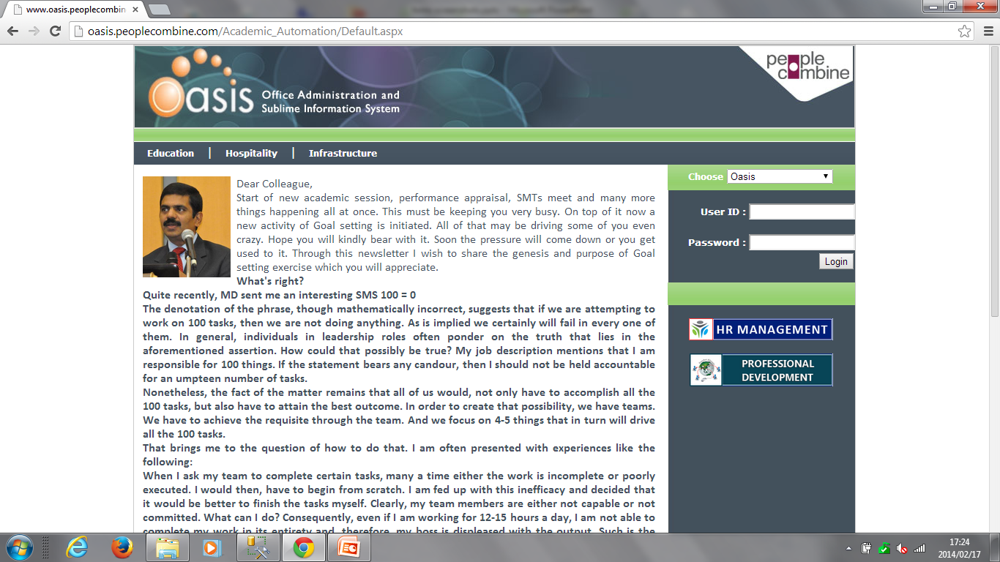 www.oasis.peoplecombin
oasis.peoplecombine.com/Academic_Automation/Default.aspx
Oasis Office Administration and
Sublime Information System
people
combine
Education | Hospitality | Infrastructure
Choose Oasis
User ID :
Password :
Login
HR MANAGEMENT
PROFESSIONAL
DEVELOPMENT
Dear Colleague,
Start of new academic session, performance appraisal, SMTs meet and many more
things happening all at once. This must be keeping you very busy. On top of it now a
new activity of Goal setting is initiated. All of that may be driving some of you even
crazy. Hope you will kindly bear with it. Soon the pressure will come down or you get
used to it. Through this newsletter I wish to share the genesis and purpose of Goal
setting exercise which you will appreciate.
What's right?
Quite recently, MD sent me an interesting SMS 100 = 0
The denotation of the phrase, though mathematically incorrect, suggests that if we are attempting to
work on 100 tasks, then we are not doing anything. As is implied we certainly will fail in every one of
them. In general, individuals in leadership roles often ponder on the truth that lies in the
aforementioned assertion. How could that possibly be true? My job description mentions that I am
responsible for 100 things. If the statement bears any candour, then I should not be held accountable
for an umpteen number of tasks.
Nonetheless, the fact of the matter remains that all of us would, not only have to accomplish all the
100 tasks, but also have to attain the best outcome. In order to create that possibility, we have teams.
We have to achieve the requisite through the team. And we focus on 4-5 things that in turn will drive
all the 100 tasks.
That brings me to the question of how to do that. I am often presented with experiences like the
following:
When I ask my team to complete certain tasks, many a time either the work is incomplete or poorly
executed. I would then, have to begin from scratch. I am fed up with this inefficacy and decided that
it would be better to finish the tasks myself. Clearly, my team members are either not capable or not
committed. What can I do? Consequently, even if I am working for 12-15 hours a day, I am not able to
complete my work in its entirety and, therefore, my boss is displeased with the output. Such is the
17:24
2014/02/17